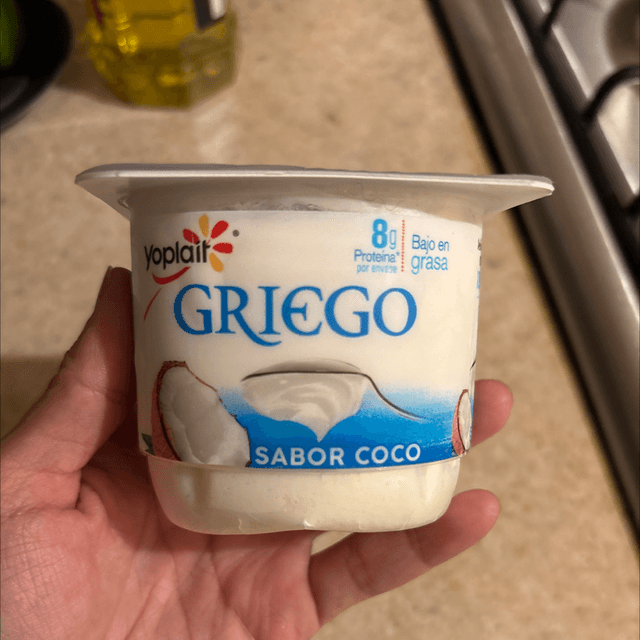 yoplait
8g
Proteína*
por envase
Bajo en
grasa
GRIEGO
SABOR COCO